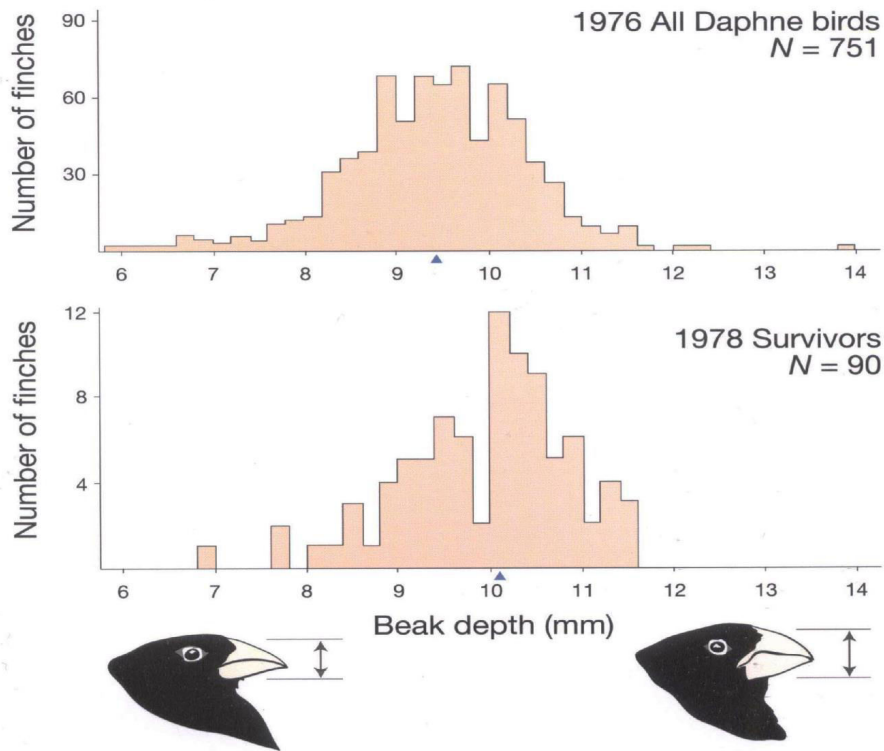 1976 All Daphne birds
N = 751
Number of finches
90
60
30
6 7 8 9 10 11 12 13 14
1978 Survivors
N = 90
Number of finches
12
8
4
6 7 8 9 10 11 12 13 14
Beak depth (mm)